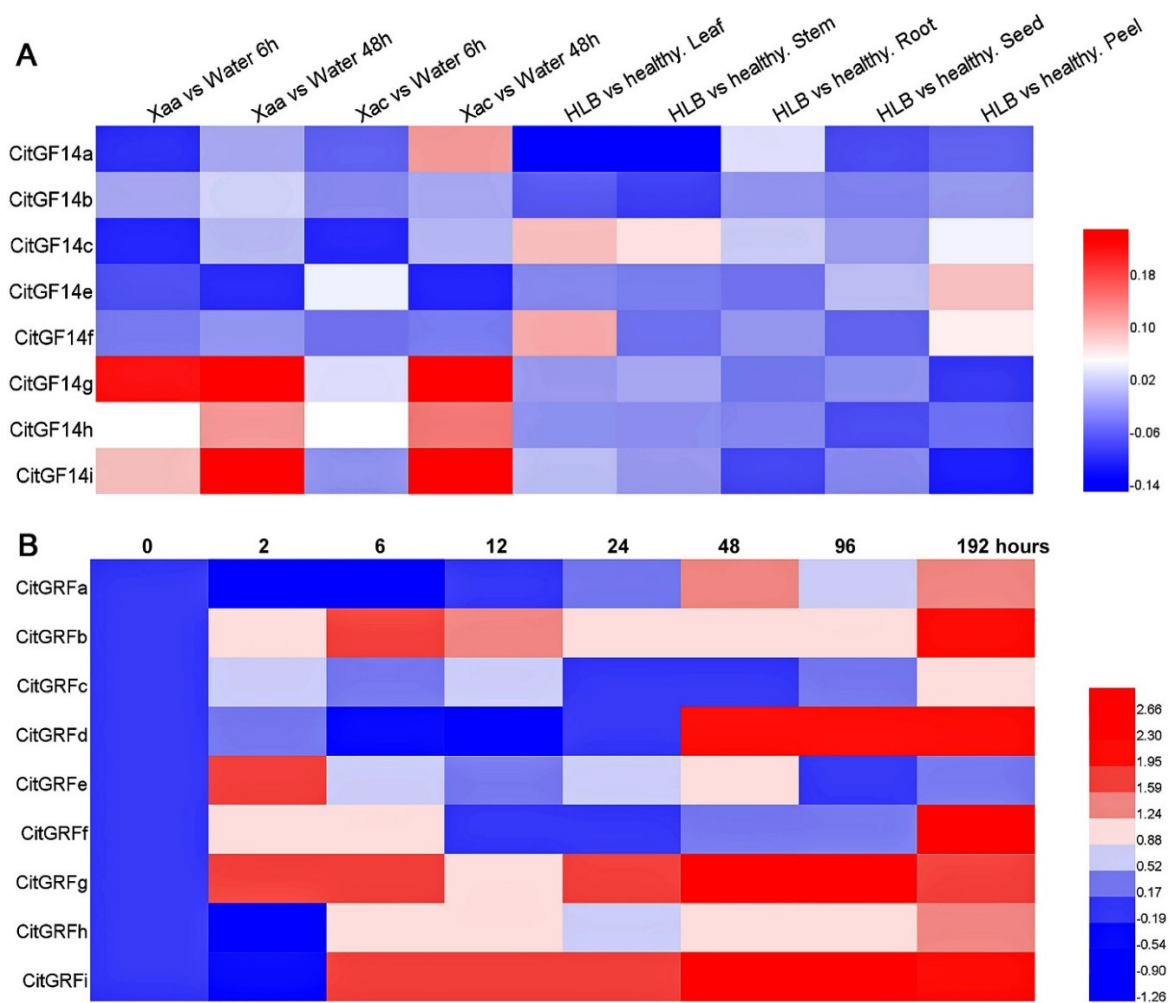 A
Xaa vs Water 6h
Xaa vs Water 48h
Xac vs Water 6h
Xac vs Water 48h
HLB vs healthy. Leaf
HLB vs healthy. Stem
HLB vs healthy. Root
HLB vs healthy. Seed
HLB vs healthy. Peel
CitGF14a
CitGF14b
CitGF14c
CitGF14e
CitGF14f
CitGF14g
CitGF14h
CitGF14i
0.18
0.10
0.02
-0.06
-0.14
B
0 2 6 12 24 48 96 192 hours
CitGRFa
CitGRFb
CitGRFc
CitGRFd
CitGRFe
CitGRFf
CitGRFg
CitGRFh
CitGRFi
2.66
2.30
1.95
1.59
1.24
0.88
0.52
0.17
-0.19
-0.54
-0.90
-1.26